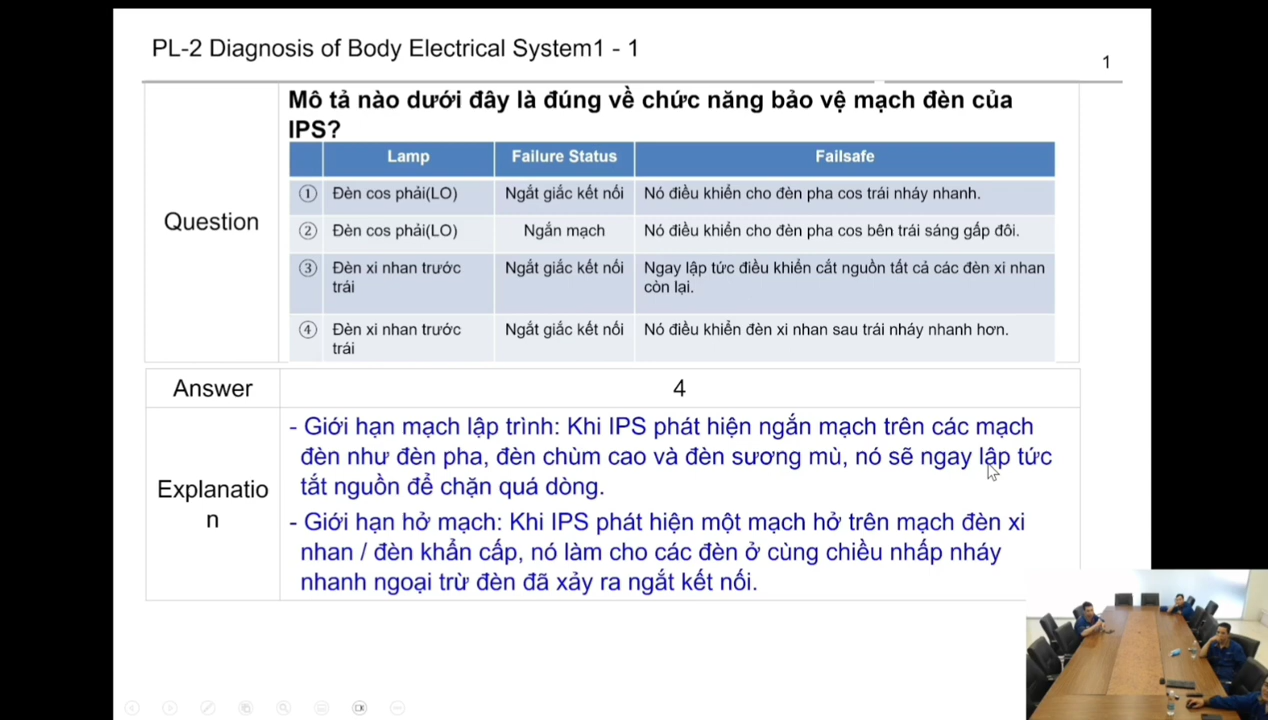 PL-2 Diagnosis of Body Electrical System1 - 1
1
Question
Mô tả nào dưới đây là đúng về chức năng bảo vệ mạch đèn của
IPS?
Lamp Failure Status Failsafe
① Đèn cos phải(LO) Ngắt giắc kết nối Nó điều khiển cho đèn pha cos trái nháy nhanh.
② Đèn cos phải(LO) Ngắn mạch Nó điều khiển cho đèn pha cos bên trái sáng gấp đôi.
③ Đèn xi nhan trước Ngắt giắc kết nối Ngay lập tức điều khiển cắt nguồn tất cả các đèn xi nhan
trái còn lại.
④ Đèn xi nhan trước Ngắt giắc kết nối Nó điều khiển đèn xi nhan sau trái nháy nhanh hơn.
trái
Answer 4
Explanatio
n
- Giới hạn mạch lập trình: Khi IPS phát hiện ngắn mạch trên các mạch
đèn như đèn pha, đèn chùm cao và đèn sương mù, nó sẽ ngay lập tức
tắt nguồn để chặn quá dòng.
- Giới hạn hở mạch: Khi IPS phát hiện một mạch hở trên mạch đèn xi
nhan / đèn khẩn cấp, nó làm cho các đèn ở cùng chiều nhấp nháy
nhanh ngoại trừ đèn đã xảy ra ngắt kết nối.